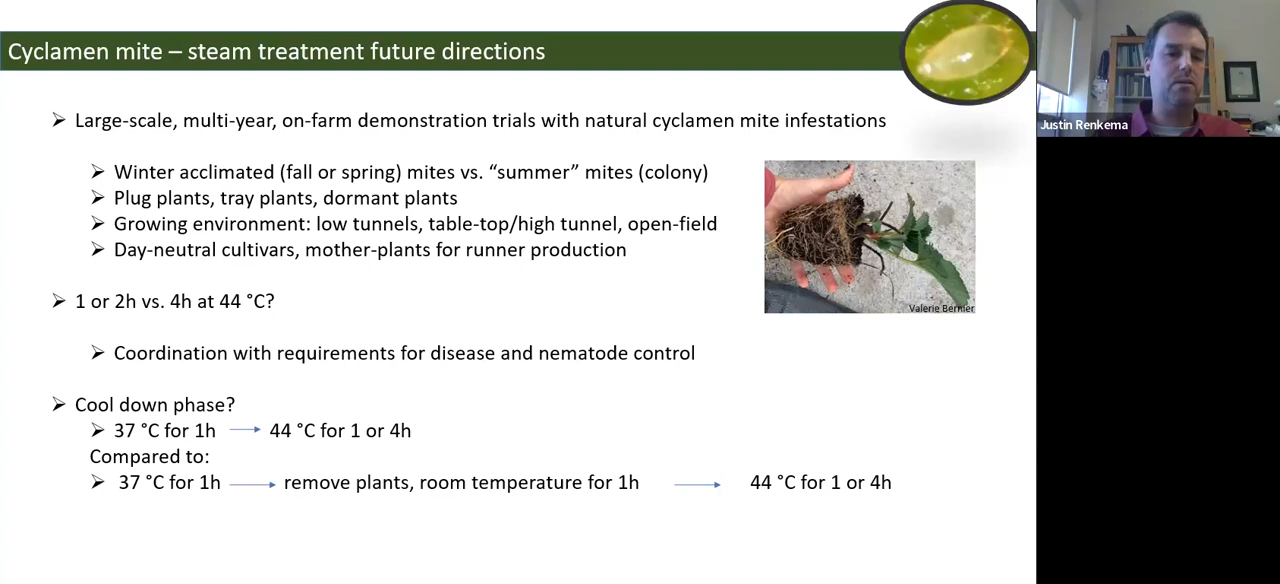 Cyclamen mite – steam treatment future directions
Justin Renkema
➢ Large-scale, multi-year, on-farm demonstration trials with natural cyclamen mite infestations
➢ Winter acclimated (fall or spring) mites vs. “summer” mites (colony)
➢ Plug plants, tray plants, dormant plants
➢ Growing environment: low tunnels, table-top/high tunnel, open-field
➢ Day-neutral cultivars, mother-plants for runner production
Valerie Bernier
➢ 1 or 2h vs. 4h at 44 °C?
➢ Coordination with requirements for disease and nematode control
➢ Cool down phase?
➢ 37 °C for 1h → 44 °C for 1 or 4h
Compared to:
➢ 37 °C for 1h → remove plants, room temperature for 1h → 44 °C for 1 or 4h